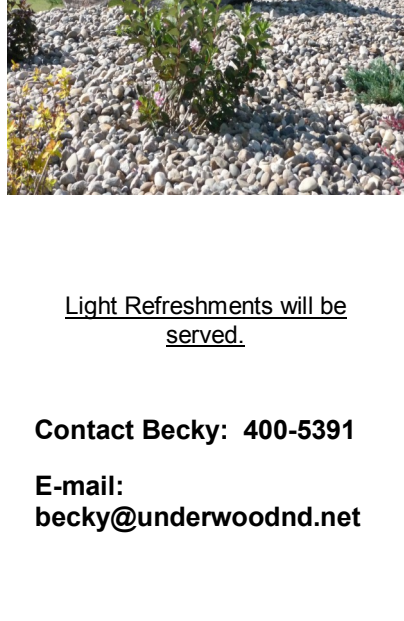 Light Refreshments will be
served.
Contact Becky:  400-5391
E-mail:
becky@underwoodnd.net